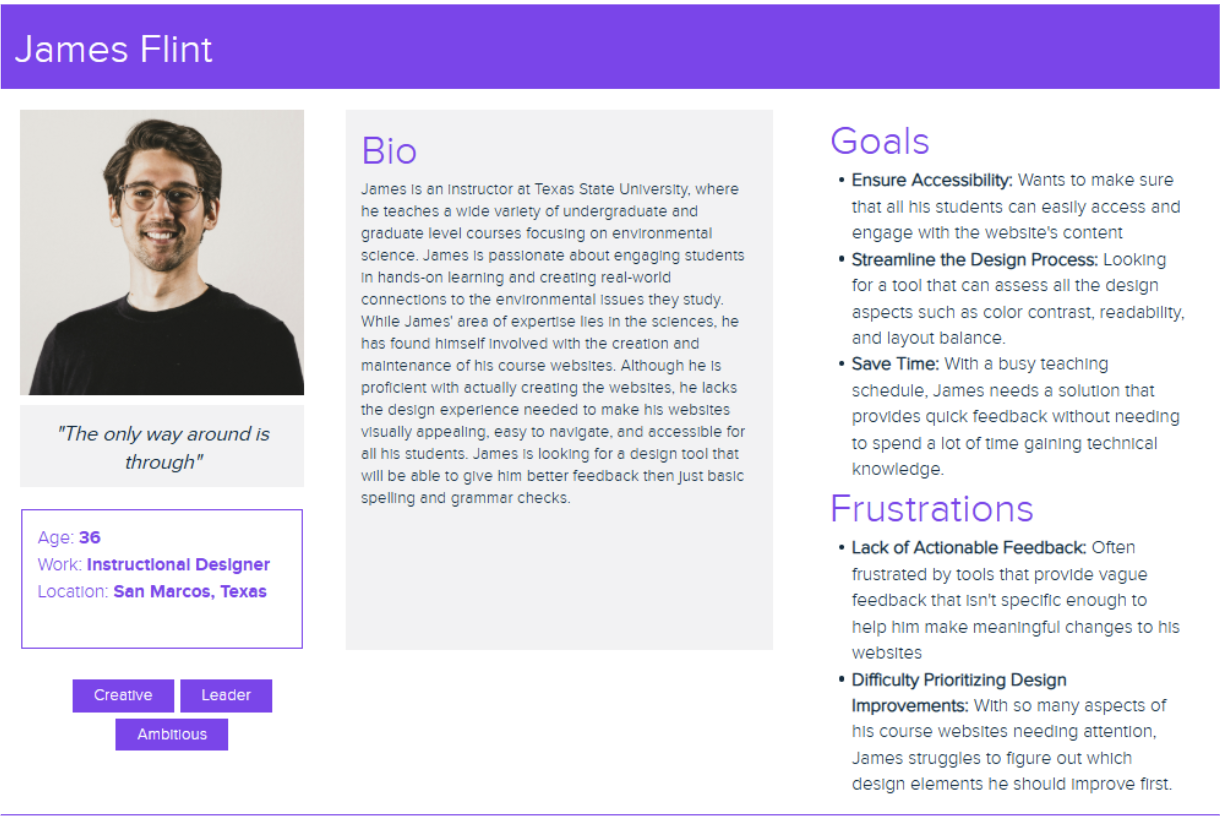 James Flint
"The only way around is
through"
Age: 36
Work: Instructional Designer
Location: San Marcos, Texas
Creative
Leader
Ambitious
Bio
James is an instructor at Texas State University, where
he teaches a wide variety of undergraduate and
graduate level courses focusing on environmental
science. James is passionate about engaging students
in hands-on learning and creating real-world
connections to the environmental issues they study.
While James' area of expertise lies in the sciences, he
has found himself involved with the creation and
maintenance of his course websites. Although he is
proficient with actually creating the websites, he lacks
the design experience needed to make his websites
visually appealing, easy to navigate, and accessible for
all his students. James is looking for a design tool that
will be able to give him better feedback then just basic
spelling and grammar checks.
Goals
• Ensure Accessibility: Wants to make sure
that all his students can easily access and
engage with the website's content
• Streamline the Design Process: Looking
for a tool that can assess all the design
aspects such as color contrast, readability,
and layout balance.
• Save Time: With a busy teaching
schedule, James needs a solution that
provides quick feedback without needing
to spend a lot of time gaining technical
knowledge.
Frustrations
• Lack of Actionable Feedback: Often
frustrated by tools that provide vague
feedback that isn't specific enough to
help him make meaningful changes to his
websites
• Difficulty Prioritizing Design
Improvements: With so many aspects of
his course websites needing attention,
James struggles to figure out which
design elements he should improve first.